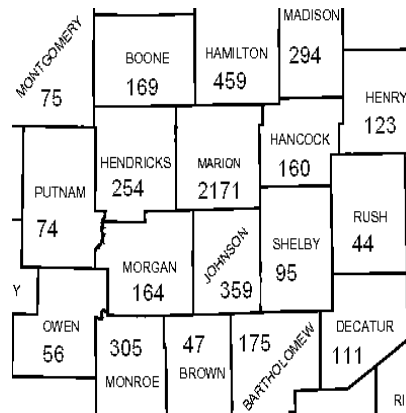 MADISON
294
MONTGOMERY
75
BOONE
169
HAMILTON
459
HENRY
123
HENDRICKS
254
MARION
2171
HANCOCK
160
PUTNAM
74
RUSH
44
MORGAN
164
JOHNSON
359
SHELBY
95
Y
OWEN
56
305
MONROE
47
BROWN
175
BARTHOLOMEW
DECATUR
111
RI